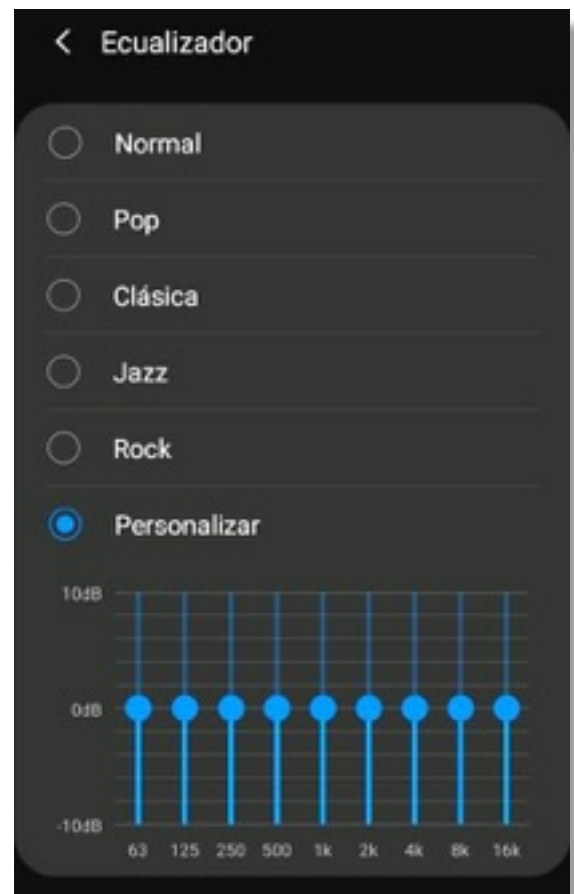 Ecualizador
Normal
Pop
Clásica
Jazz
Rock
Personalizar
10dB
0dB
-10dB
63 125 250 500 1k 2k 4k 8k 16k